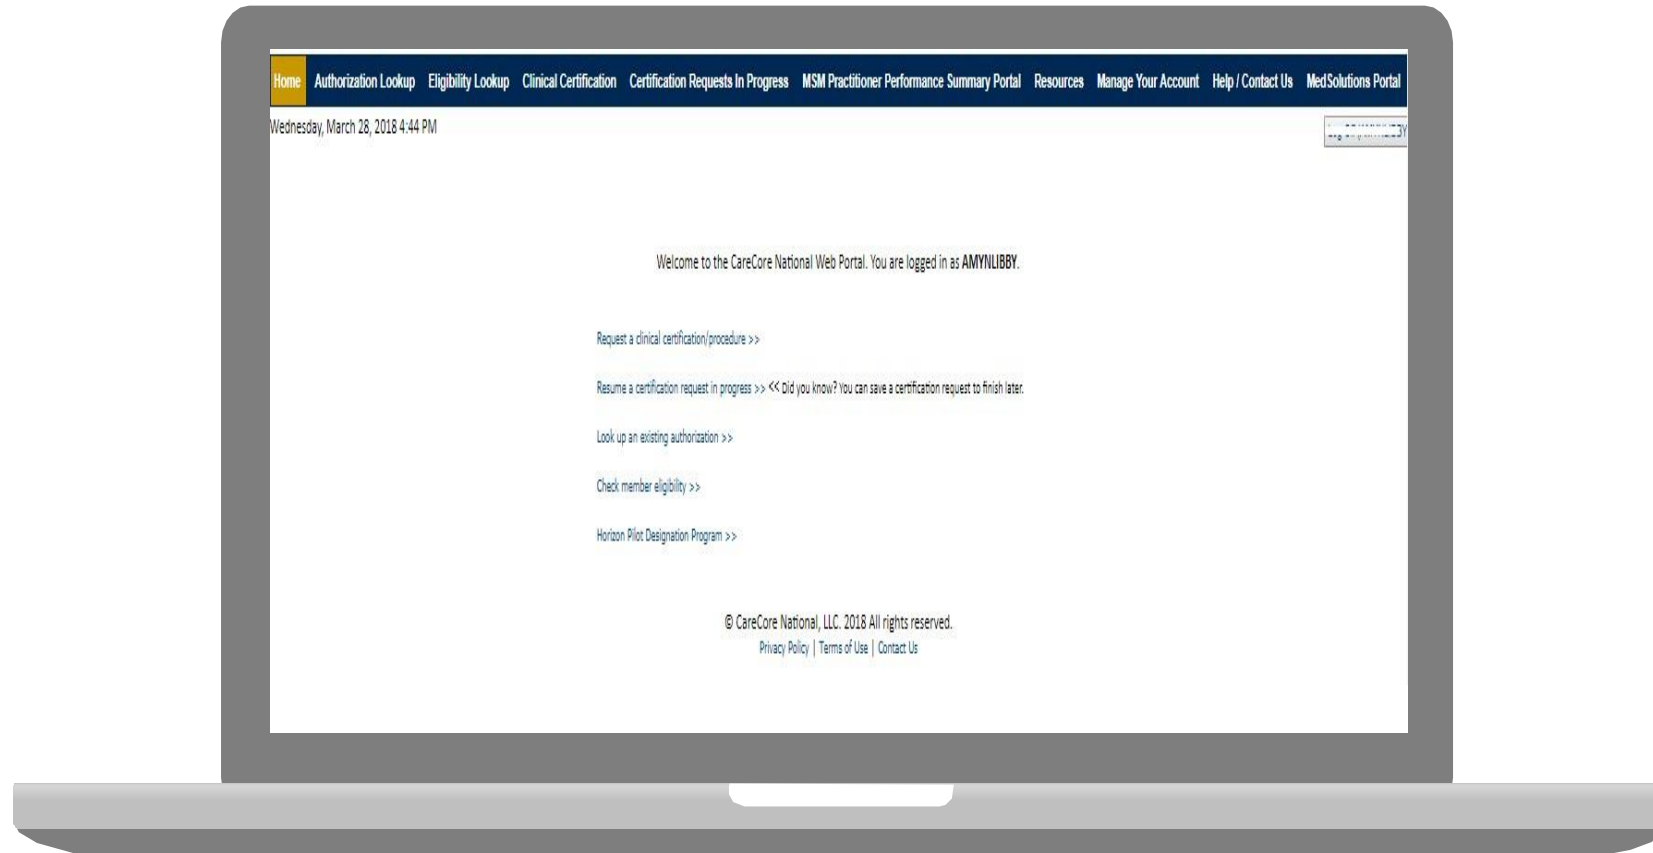 Home Authorization Lookup Eligibility Lookup Clinical Certification Certification Requests In Progress MSM Practitioner Performance Summary Portal Resources Manage Your Account Help / Contact Us MedSolutions Portal
Wednesday, March 28, 2018 4:44 PM
Welcome to the CareCore National Web Portal. You are logged in as AMYNLIBBY.
Request a clinical certification/procedure >>
Resume a certification request in progress >> << Did you know? You can save a certification request to finish later.
Look up an existing authorization >>
Check member eligibility >>
Horizon Pilot Designation Program >>
© CareCore National, LLC. 2018 All rights reserved.
Privacy Policy | Terms of Use | Contact Us